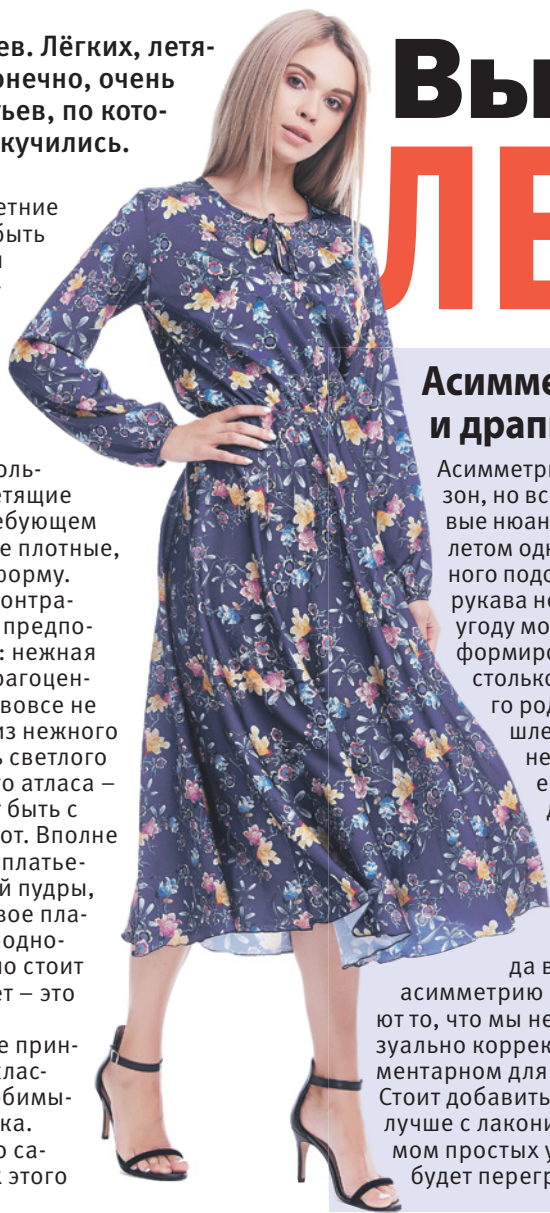 ев. Лёгких, летя-
онечно, очень
тьев, по кото-
кучились.
етние
быть
оль-
етящие
ебующем
е плотные,
форму.
онтра-
предпо-
: нежная
рагоцен-
вовсе не
из нежного
ь светлого
го атласа –
т быть с
от. Вполне
платье-
й пудры,
вое пла-
родно-
но стоит
ет – это
е прин-
клас-
бимы-
ка.
о са-
к этого
Вы
ЛЕ
Асимме
и драп
Асимметри
зон, но вс
вые нюан
летом одн
ного подо
рукава не
угоду мо
формиро
столько
го род
шле
не
е
да в
асимметрию
ют то, что мы не
зуально коррек
ментарном для
Стоит добавить
лучше с лакони
мом простых у
будет перегр